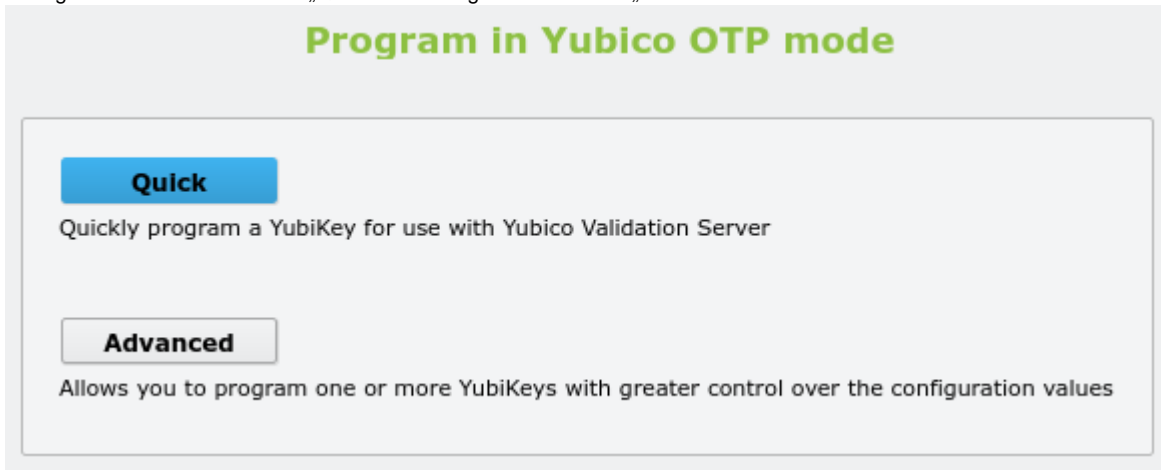 Program in Yubico OTP mode
Quick
Quickly program a YubiKey for use with Yubico Validation Server
Advanced
Allows you to program one or more YubiKeys with greater control over the configuration values